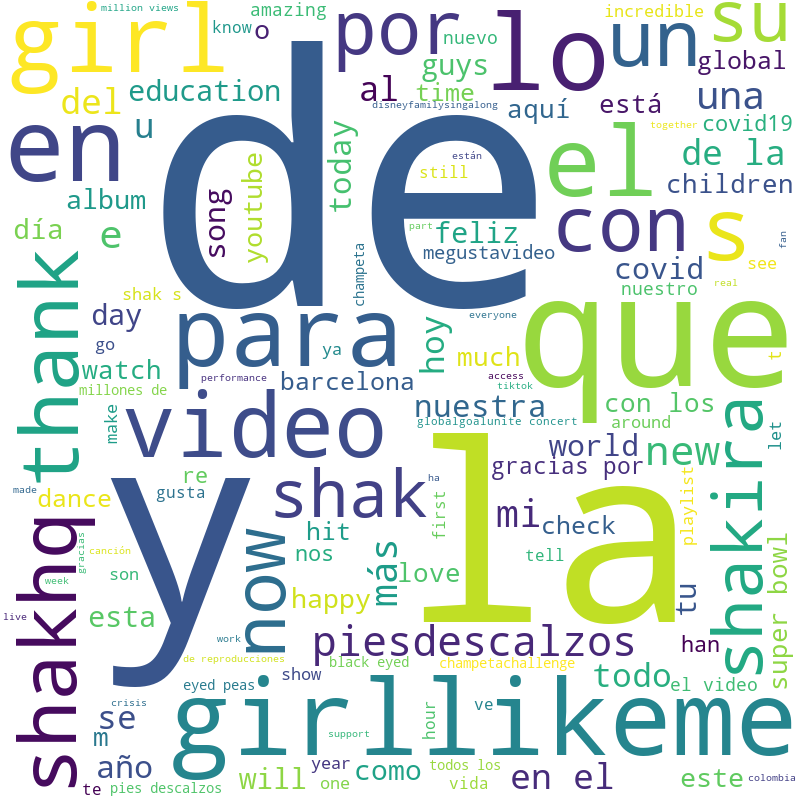 million views
amazing
incredible
girl
know
o
por
nuevo
lo
un
su
guys
global
del
education
al
time
disneyfamilysingalong
aquí
está
una
u
en
de
together
covid19
today
están
el
de la
still
children
album
song
youtube
día
e
part
feliz
con
s
megustavideo
fan
covid
see
champeta
thank
shak s
nuestro
real
day
para
everyone
que
go
hoy
ya
much
t
watch
performance
barcelona
access
tiktok
millones de
nuestra
con los
make
video
globalgoalunite concert
around
let
la
world
new
shakira
re
gracias por
shak
ha
made
dance
gusta
y
mi
check
playlist
first
hit
shakhq
gracias
canción
now
nos
más
tell
super bowl
week
son
love
tu
happy
live
esta
work
piesdescalzos
han
de reproducciones
black eyed
champetachallenge
todo
show
eyed peas
girllikeme
el video
crisis
se
m
ve
hour
support
año
year
como
todos los
te
pies descalzos
will
one
vida
en el
este
colombia